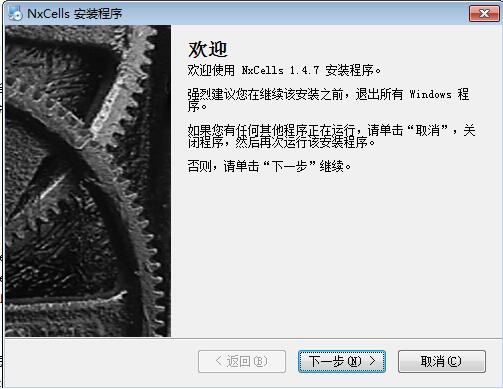 NxCells 安装程序
欢迎
欢迎使用 NxCells 1.4.7 安装程序。
强烈建议您在继续该安装之前，退出所有 Windows 程
序。
如果您有任何其他程序正在运行，请单击“取消”，关
闭程序，然后再次运行该安装程序。
否则，请单击“下一步”继续。
< 返回(B)
下一步(N) >
取消(C)